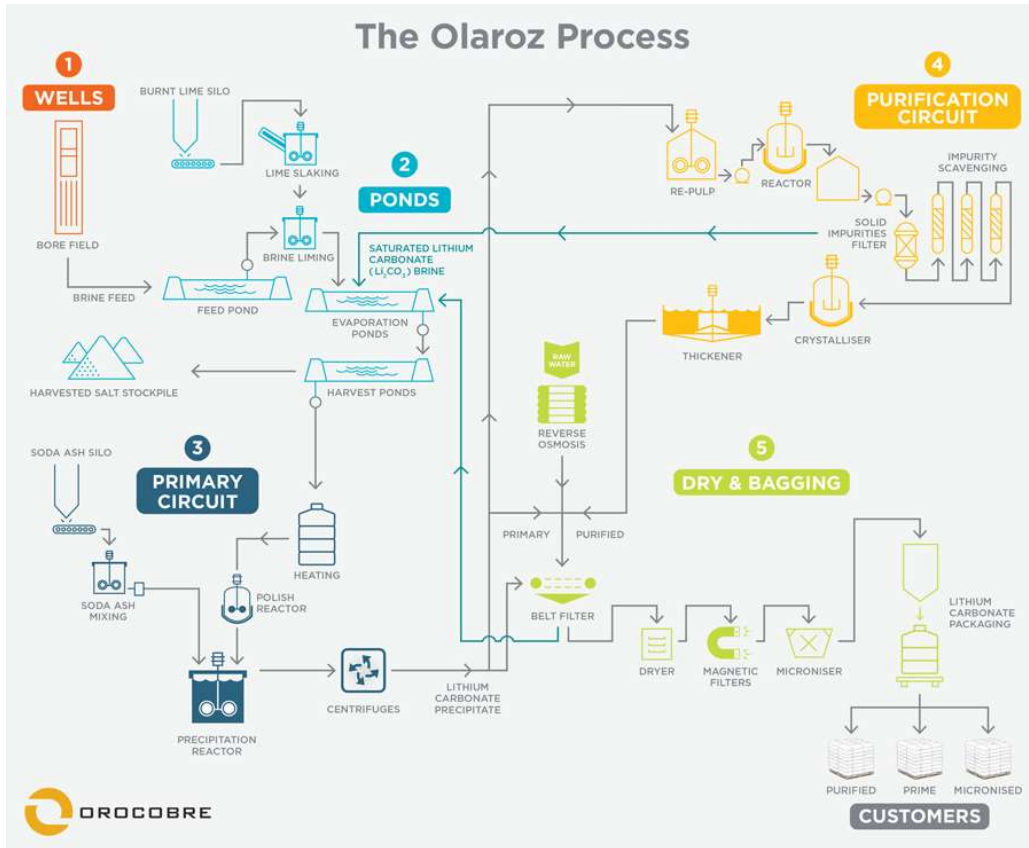 The Olaroz Process
1
WELLS
BURNT LIME SILO
LIME SLAKING
2
PONDS
BORE FIELD
BRINE LIMING
SATURATED LITHIUM
CARBONATE
(Li₂CO₃) BRINE
BRINE FEED
FEED POND
EVAPORATION
PONDS
HARVESTED SALT STOCKPILE
HARVEST PONDS
4
PURIFICATION
CIRCUIT
IMPURITY
SCAVENGING
RE-PULP
REACTOR
SOLID
IMPURITIES
FILTER
THICKENER
CRYSTALLISER
RAW
WATER
REVERSE
OSMOSIS
3
PRIMARY
CIRCUIT
SODA ASH SILO
HEATING
SODA ASH
MIXING
POLISH
REACTOR
PRECIPITATION
REACTOR
CENTRIFUGES
LITHIUM
CARBONATE
PRECIPITATE
5
DRY & BAGGING
PRIMARY
PURIFIED
BELT FILTER
DRYER
MAGNETIC
FILTERS
MICRONISER
LITHIUM
CARBONATE
PACKAGING
PURIFIED
PRIME
MICRONISED
CUSTOMERS
OROCOBRE